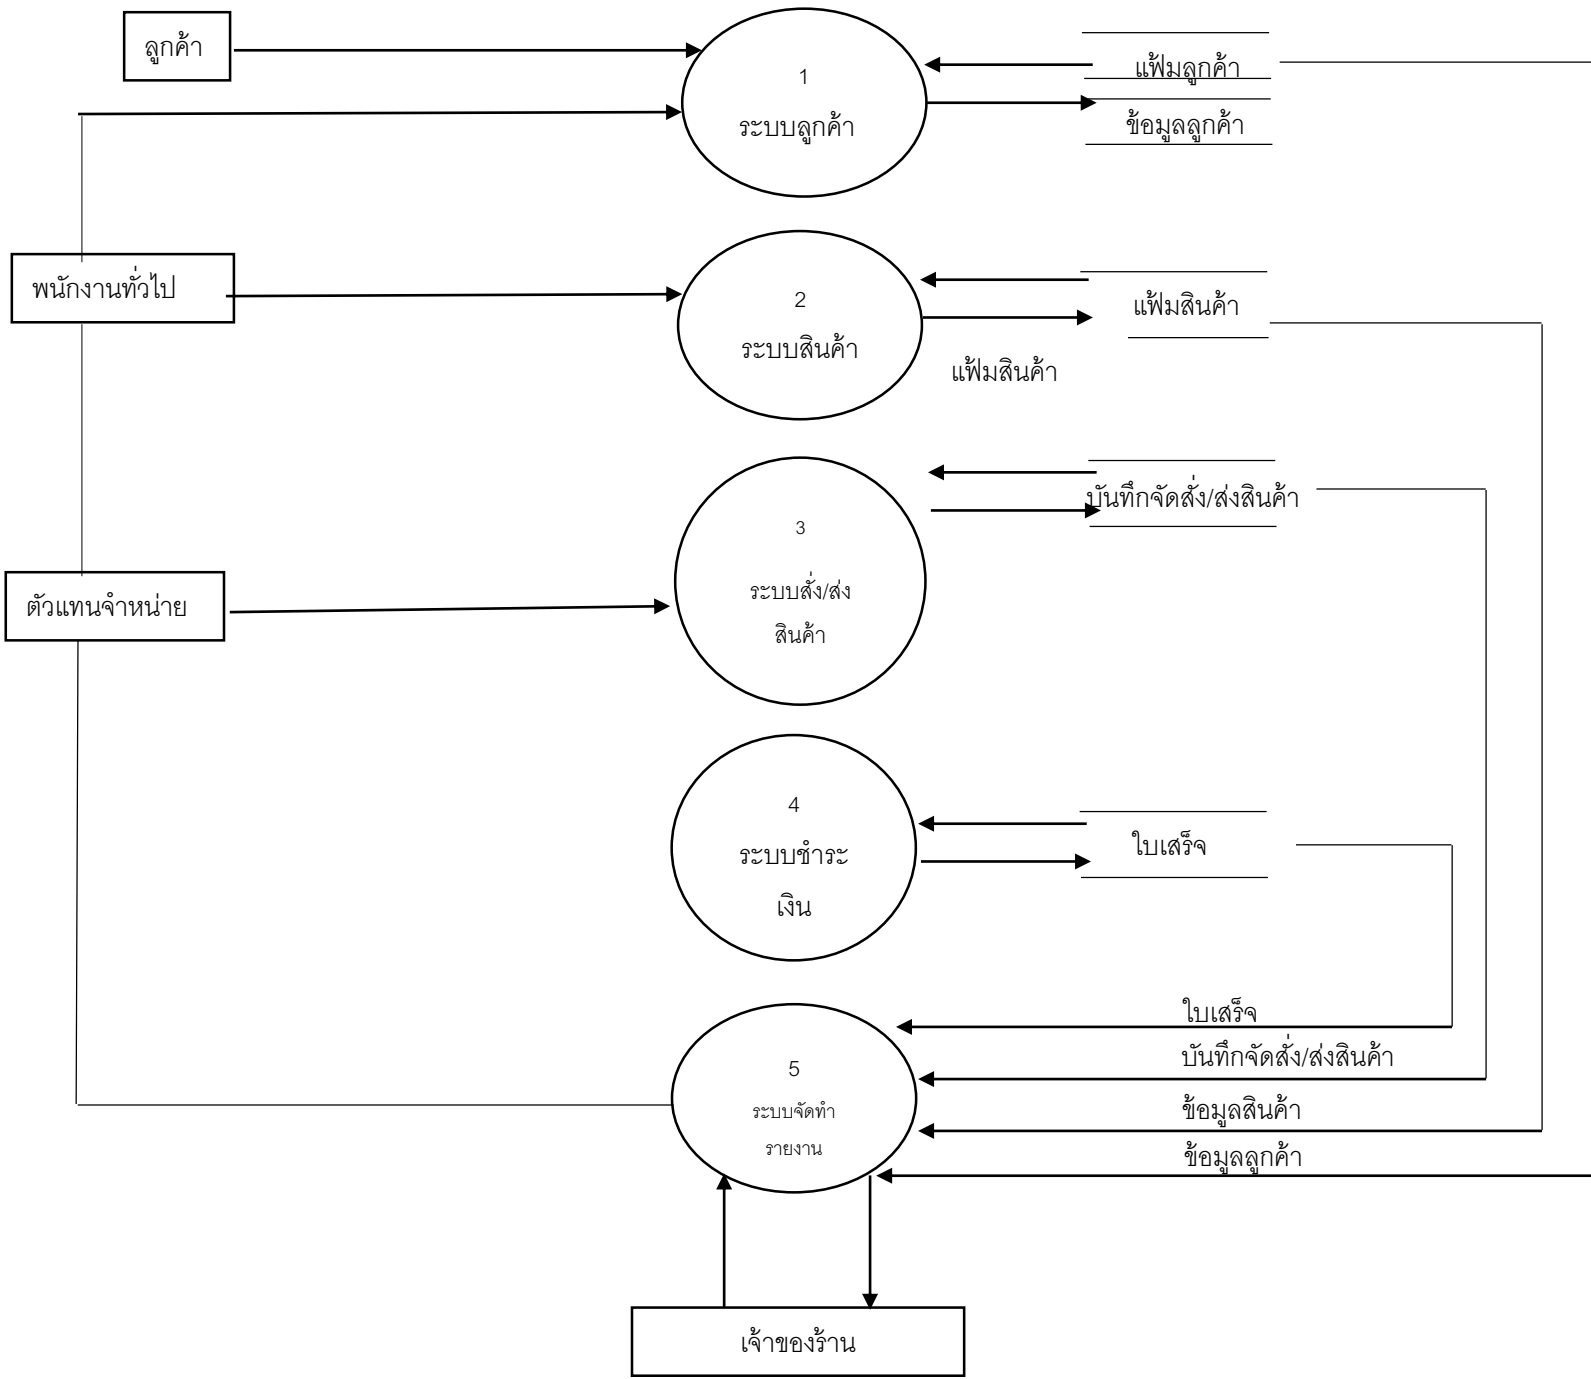 ลูกค้า
1
ระบบลูกค้า
แฟ้มลูกค้า
ข้อมูลลูกค้า
พนักงานทั่วไป
2
ระบบสินค้า
แฟ้มสินค้า
แฟ้มสินค้า
บันทึกจัดสั่ง/ส่งสินค้า
3
ระบบสั่ง/ส่ง
สินค้า
ตัวแทนจำหน่าย
4
ระบบชำระ
เงิน
ใบเสร็จ
ใบเสร็จ
บันทึกจัดสั่ง/ส่งสินค้า
5
ระบบจัดทำ
รายงาน
ข้อมูลสินค้า
ข้อมูลลูกค้า
เจ้าของร้าน